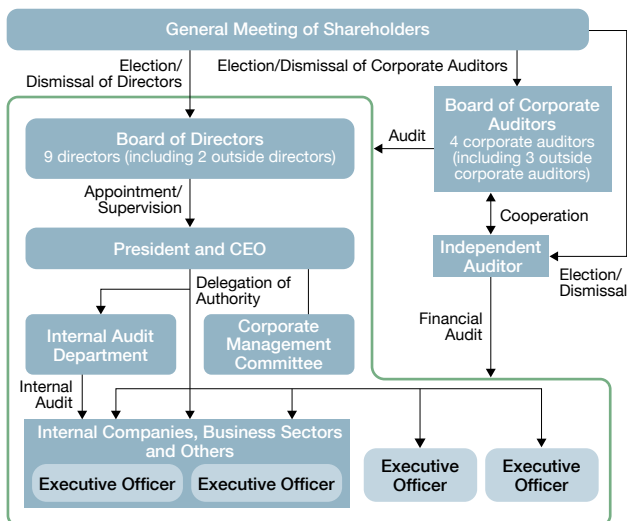 General Meeting of Shareholders
Election/
Dismissal of Directors
Election/Dismissal of Corporate Auditors
Board of Directors
9 directors (including 2 outside directors)
Audit
Board of Corporate
Auditors
4 corporate auditors
(including 3 outside
corporate auditors)
Appointment/
Supervision
Cooperation
President and CEO
Independent
Auditor
Election/
Dismissal
Delegation of
Authority
Internal Audit
Department
Corporate
Management
Committee
Financial
Audit
Internal
Audit
Internal Companies, Business Sectors
and Others
Executive Officer
Executive Officer
Executive
Officer
Executive
Officer